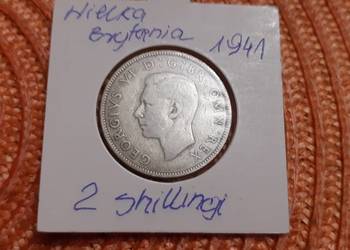 Wielka
Brytania 1941
GEORGIVS VI D:G:BR:OMN:REX
2 shillingi